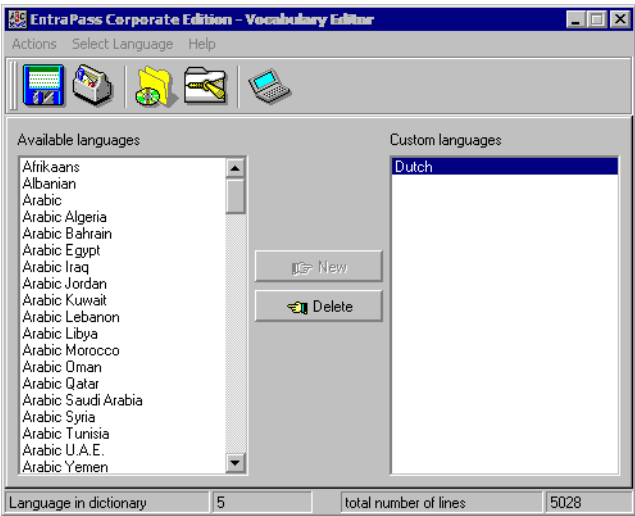 EntraPass Corporate Edition - Vocabulary Editor
Actions Select Language Help
Available languages
Custom languages
Afrikaans
Albanian
Arabic
Arabic Algeria
Arabic Bahrain
Arabic Egypt
Arabic Iraq
Arabic Jordan
Arabic Kuwait
Arabic Lebanon
Arabic Libya
Arabic Morocco
Arabic Oman
Arabic Qatar
Arabic Saudi Arabia
Arabic Syria
Arabic Tunisia
Arabic U.A.E.
Arabic Yemen
New
Delete
Dutch
Language in dictionary 5 total number of lines 5028